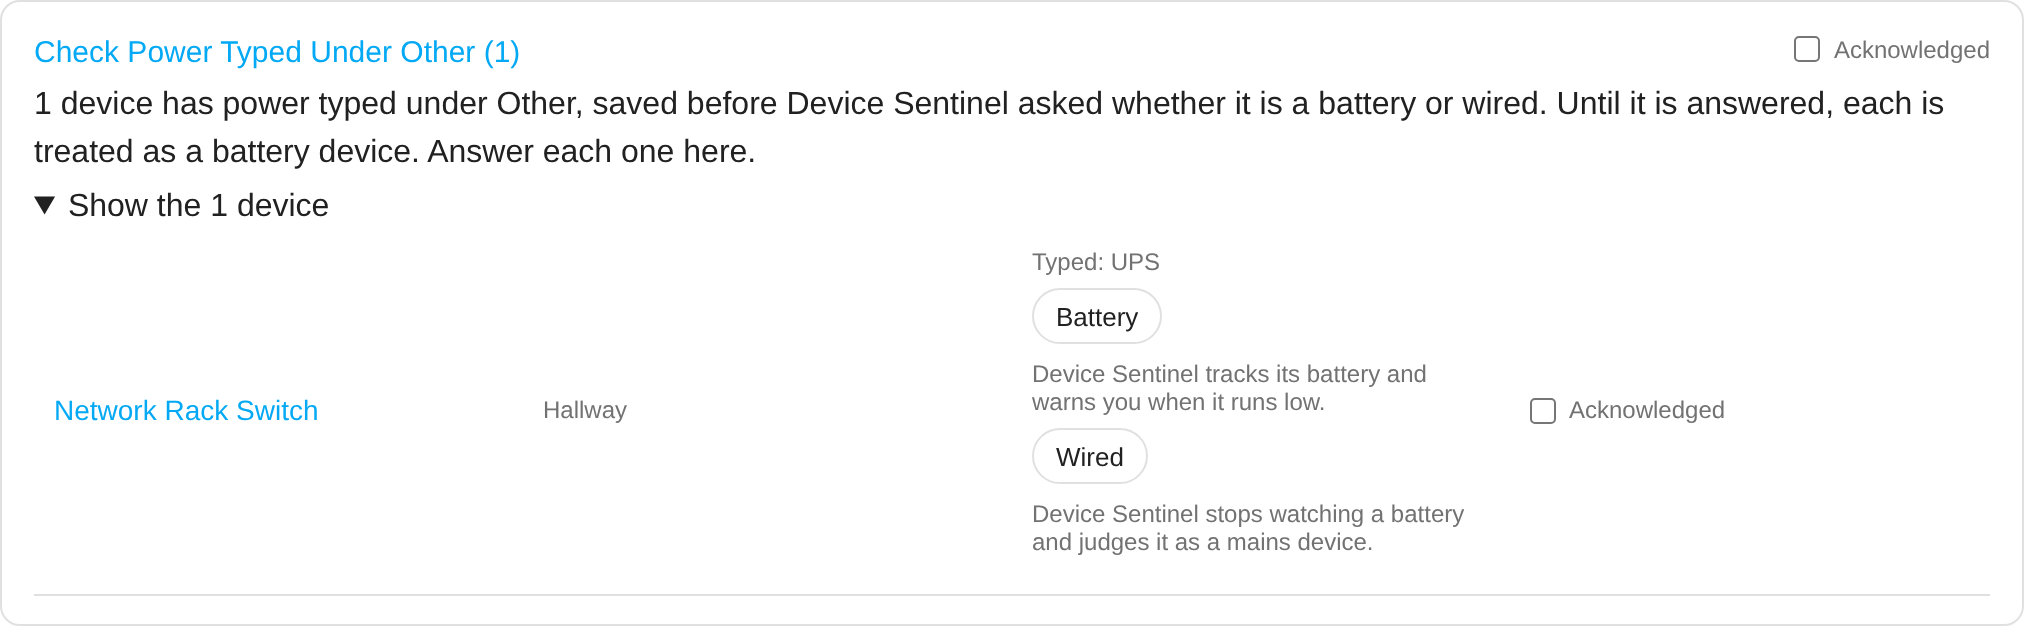 Check Power Typed Under Other (1)
Acknowledged
1 device has power typed under Other, saved before Device Sentinel asked whether it is a battery or wired. Until it is answered, each is
treated as a battery device. Answer each one here.
Show the 1 device
Network Rack Switch
Hallway
Typed: UPS
Battery
Device Sentinel tracks its battery and
warns you when it runs low.
Wired
Device Sentinel stops watching a battery
and judges it as a mains device.
Acknowledged